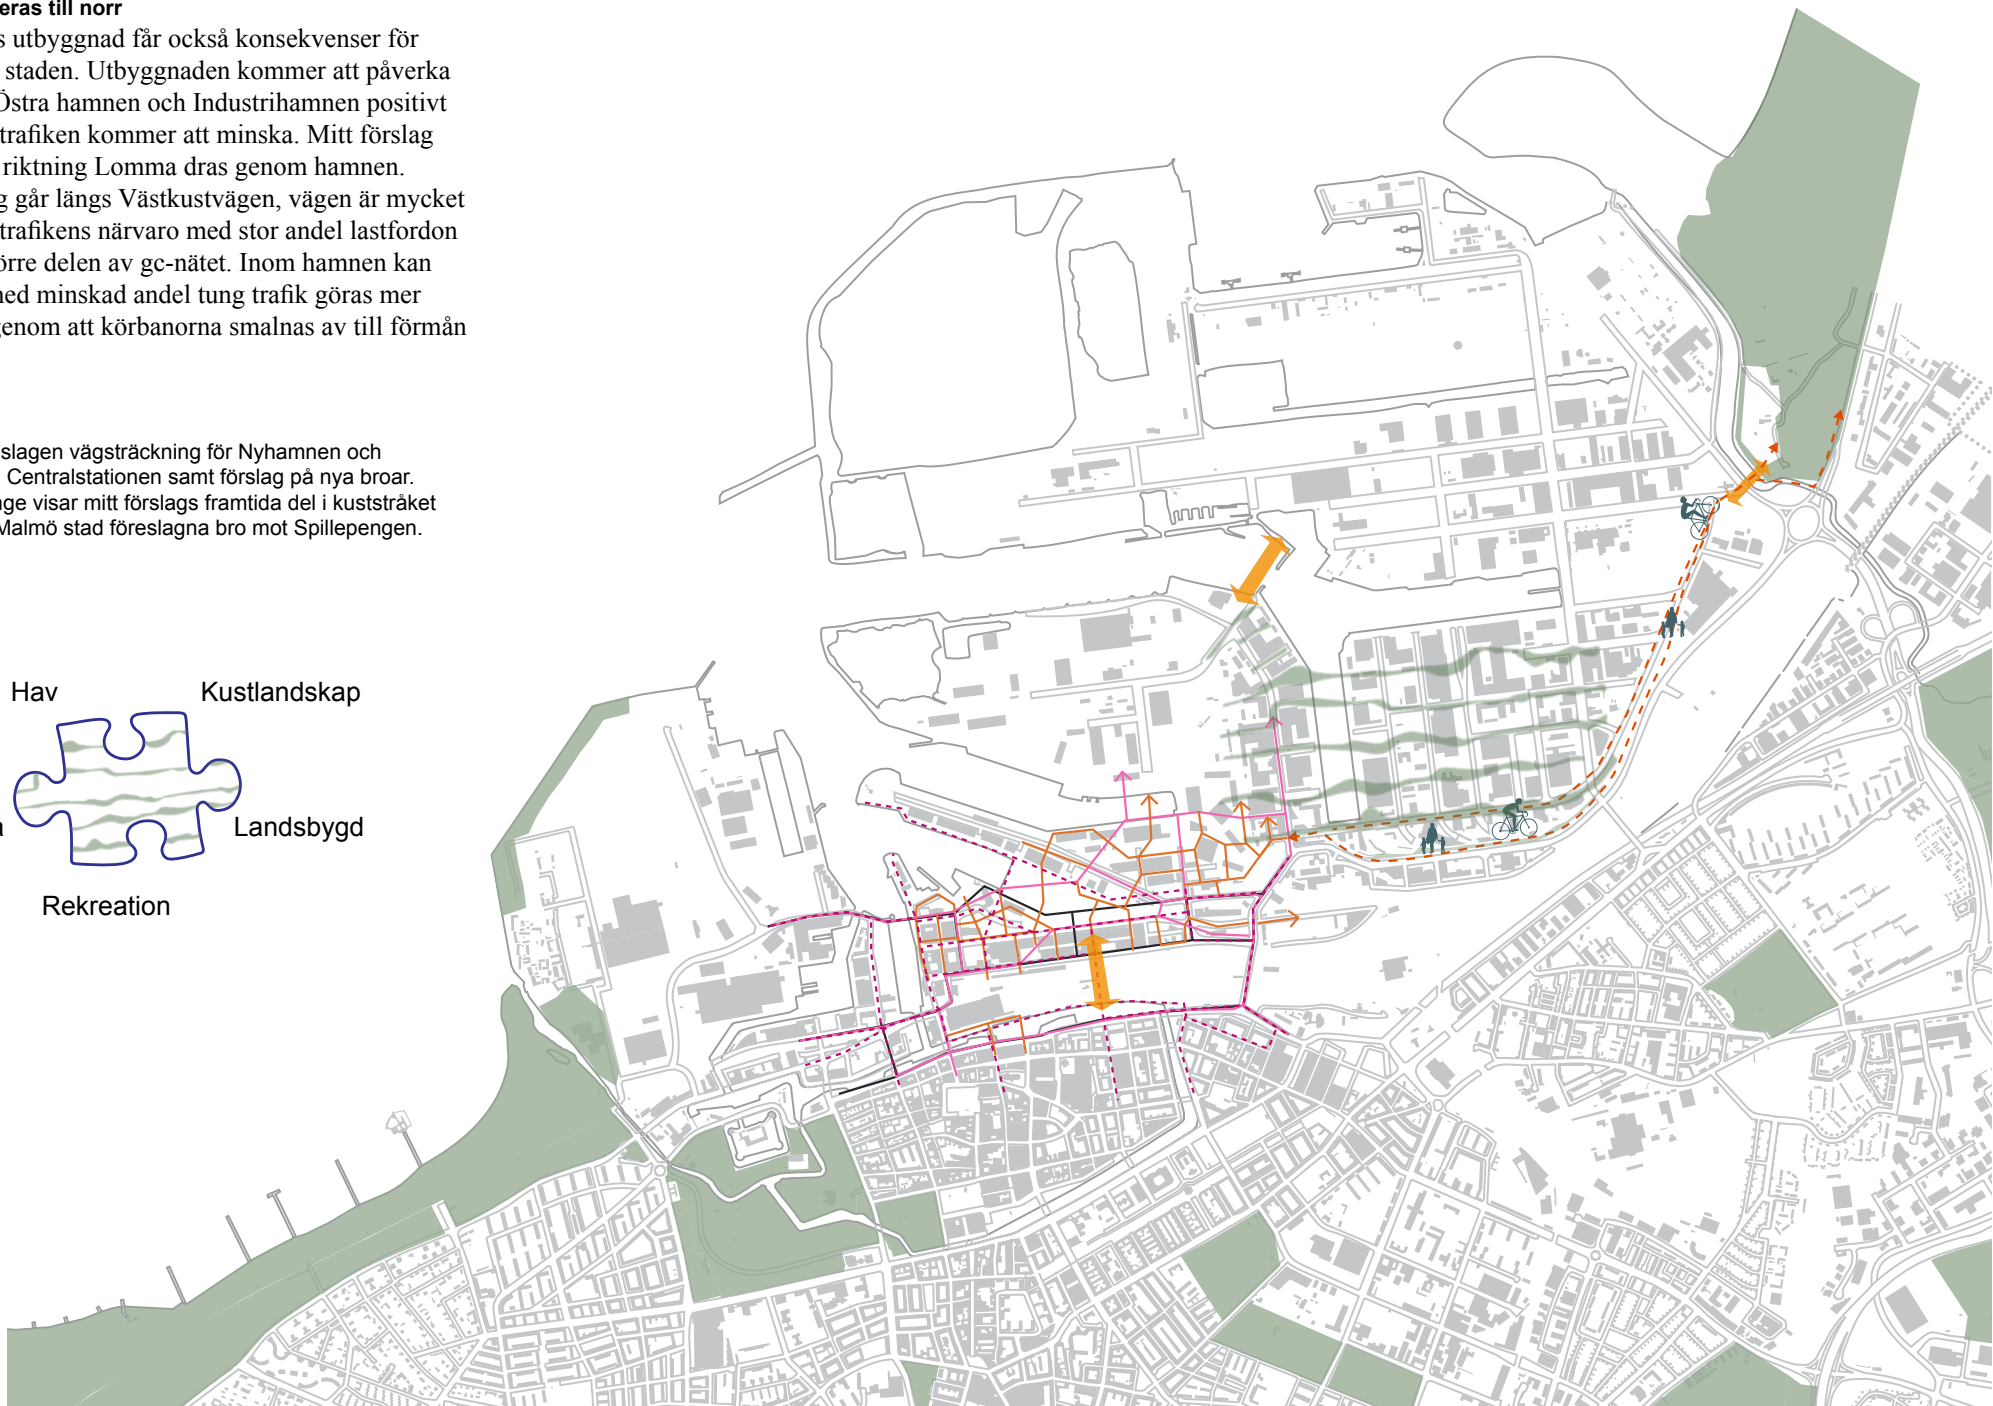 eras till norr
s utbyggnad får också konsekvenser för
staden. Utbyggnaden kommer att påverka
Östra hamnen och Industrihamnen positivt
trafiken kommer att minska. Mitt förslag
riktning Lomma dras genom hamnen.
g går längs Västkustvägen, vägen är mycket
trafikens närvaro med stor andel lastfordon
örre delen av gc-nätet. Inom hamnen kan
ned minskad andel tung trafik göras mer
genom att körbanorna smalnas av till förmån
slagen vägsträckning för Nyhamnen och
Centralstationen samt förslag på nya broar.
nge visar mitt förslags framtida del i kuststråket
Malmö stad föreslagna bro mot Spillepengen.
Hav
Kustlandskap
a
Landsbygd
Rekreation